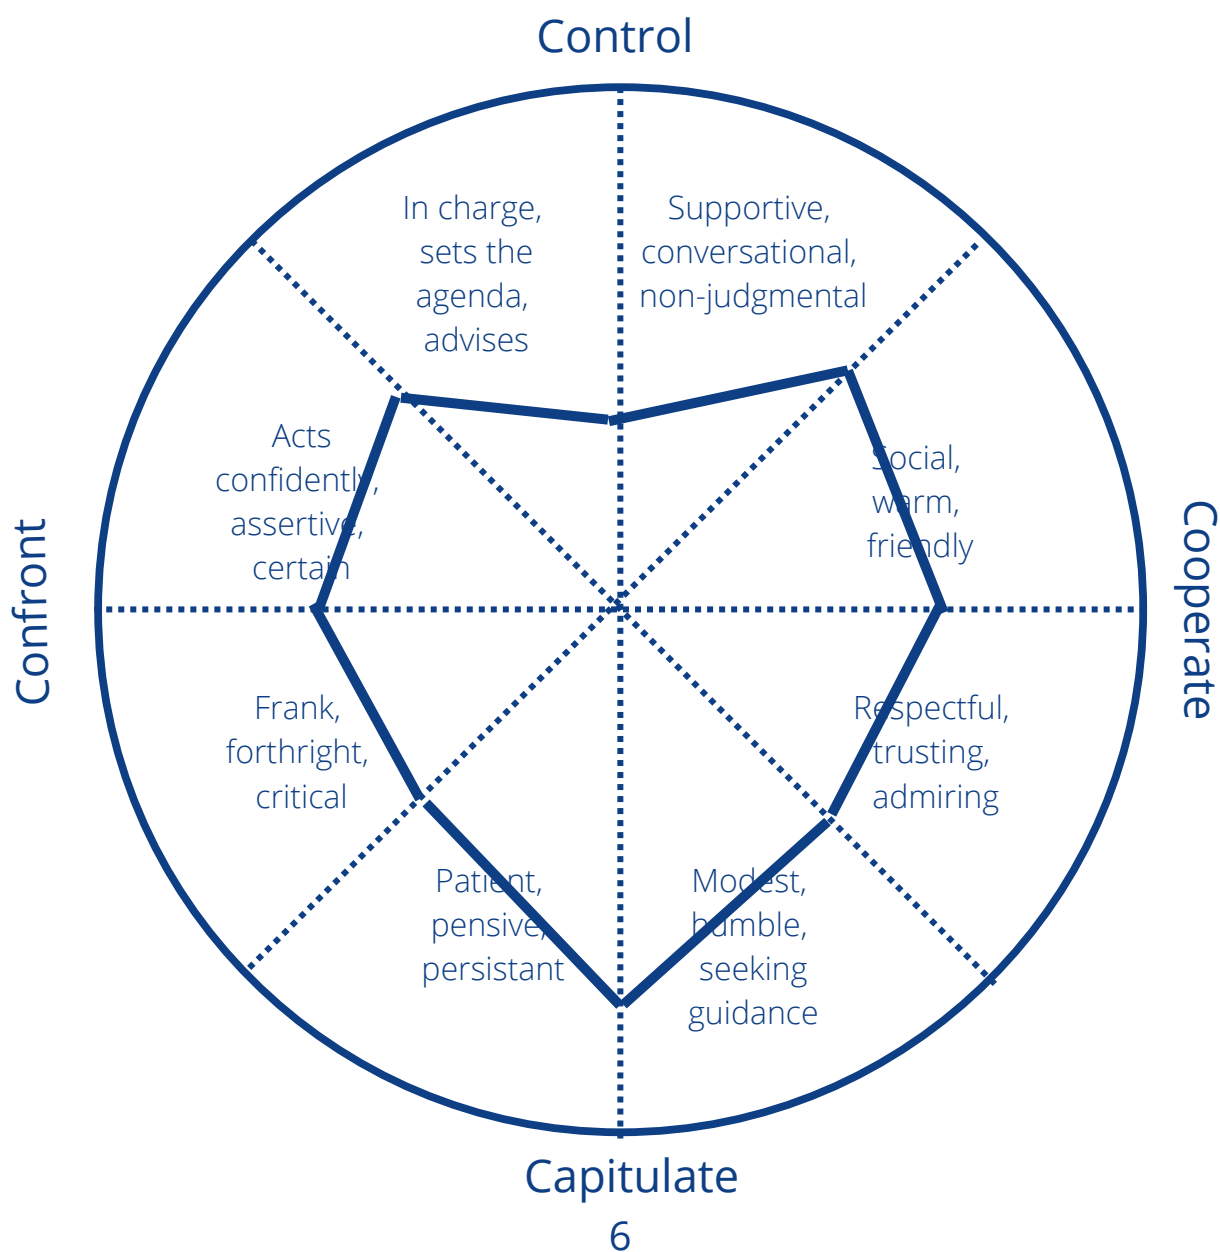 Control
In charge,
sets the
agenda,
advises
Supportive,
conversational,
non-judgmental
Acts
confidently,
assertive,
certain
Social,
warm,
friendly
Confront
Cooperate
Frank,
forthright,
critical
Respectful,
trusting,
admiring
Patient,
pensive,
persistant
Modest,
humble,
seeking
guidance
Capitulate
6